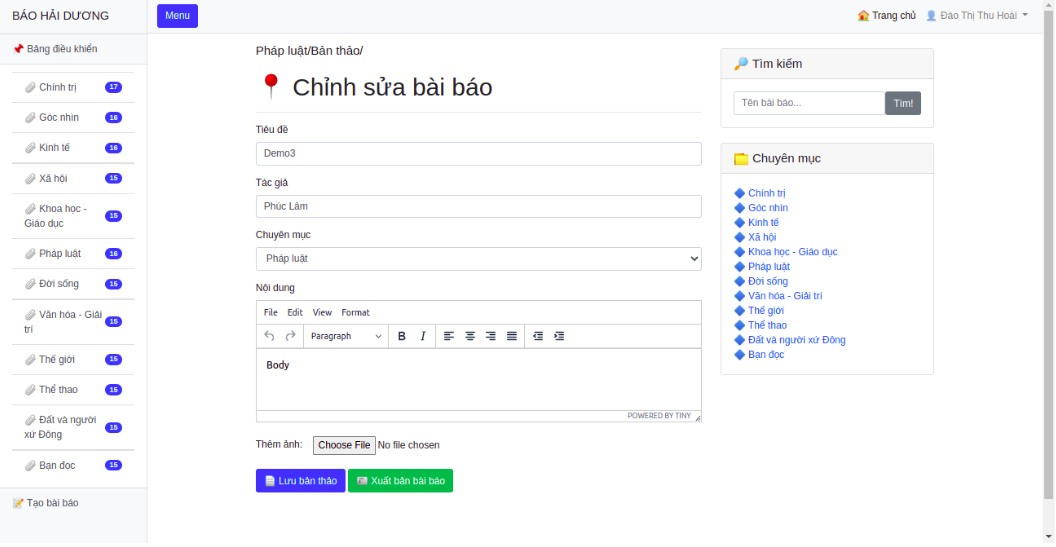 BÁO HẢI DƯƠNG
Menu
Trang chủ
Đào Thị Thu Hoài
Bảng điều khiển
Chính trị 17
Góc nhìn 16
Kinh tế 16
Xã hội 15
Khoa học -
Giáo dục 15
Pháp luật 16
Đời sống 15
Văn hóa - Giải
trí 15
Thế giới 15
Thể thao 15
Đất và người
xứ Đông 15
Bạn đọc 15
Tạo bài báo
Pháp luật/Bản thảo/
Chỉnh sửa bài báo
Tiêu đề
Demo3
Tác giả
Phúc Lâm
Chuyên mục
Pháp luật
Nội dung
File Edit View Format
Paragraph B I
Body
POWERED BY TINY
Thêm ảnh: Choose File No file chosen
Lưu bản thảo Xuất bản bài báo
Tìm kiếm
Tên bài báo... Tìm!
Chuyên mục
Chính trị
Góc nhìn
Kinh tế
Xã hội
Khoa học - Giáo dục
Pháp luật
Đời sống
Văn hóa - Giải trí
Thế giới
Thể thao
Đất và người xứ Đông
Bạn đọc